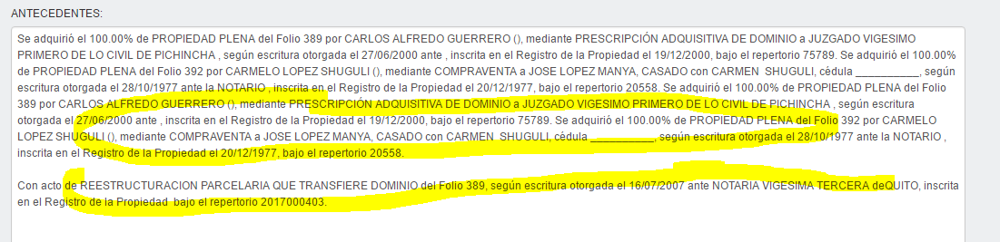 ANTECEDENTES:
Se adquirió el 100.00% de PROPIEDAD PLENA del Folio 389 por CARLOS ALFREDO GUERRERO (), mediante PRESCRIPCIÓN ADQUISITIVA DE DOMINIO a JUZGADO VIGESIMO
PRIMERO DE LO CIVIL DE PICHINCHA , según escritura otorgada el 27/06/2000 ante , inscrita en el Registro de la Propiedad el 19/12/2000, bajo el repertorio 75789. Se adquirió el 100.00%
de PROPIEDAD PLENA del Folio 392 por CARMELO LOPEZ SHUGULI (), mediante COMPRAVENTA a JOSE LOPEZ MANYA, CASADO con CARMEN SHUGULI, cédula __________, según
escritura otorgada el 28/10/1977 ante la NOTARIO , inscrita en el Registro de la Propiedad el 20/12/1977, bajo el repertorio 20558. Se adquirió el 100.00% de PROPIEDAD PLENA del Folio
389 por CARLOS ALFREDO GUERRERO (), mediante PRESCRIPCIÓN ADQUISITIVA DE DOMINIO a JUZGADO VIGESIMO PRIMERO DE LO CIVIL DE PICHINCHA , según escritura
otorgada el 27/06/2000 ante , inscrita en el Registro de la Propiedad el 19/12/2000, bajo el repertorio 75789. Se adquirió el 100.00% de PROPIEDAD PLENA del Folio 392 por CARMELO
LOPEZ SHUGULI (), mediante COMPRAVENTA a JOSE LOPEZ MANYA, CASADO con CARMEN SHUGULI, cédula __________, según escritura otorgada el 28/10/1977 ante la NOTARIO ,
inscrita en el Registro de la Propiedad el 20/12/1977, bajo el repertorio 20558.
Con acto de REESTRUCTURACION PARCELARIA QUE TRANSFIERE DOMINIO del Folio 389, según escritura otorgada el 16/07/2007 ante NOTARIA VIGESIMA TERCERA deQUITO, inscrita
en el Registro de la Propiedad bajo el repertorio 2017000403.